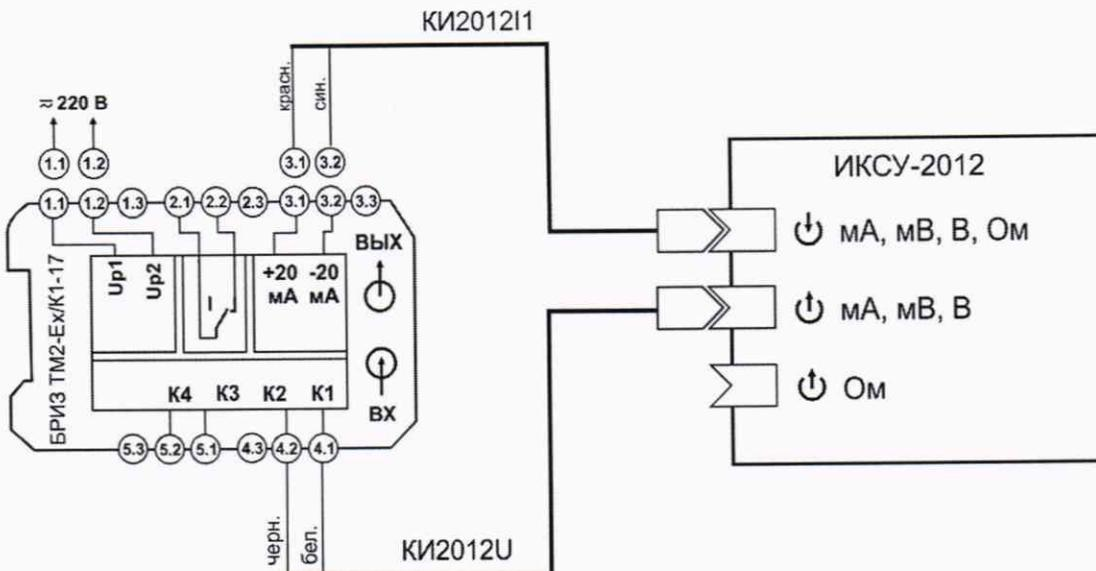 КИ2012I1
красн.
син.
≂ 220 В
1.1 1.2 3.1 3.2
1.1 1.2 1.3 2.1 2.2 2.3 3.1 3.2 3.3
БРИЗ ТМ2-Ех/К1-17
Up1
Up2
I
+20 -20
мА мА
ВЫХ
К4 К3 К2 К1
ВХ
5.3 5.2 5.1 4.3 4.2 4.1
черн.
бел.
КИ2012U
ИКСУ-2012
мА, мВ, В, Ом
мА, мВ, В
Ом